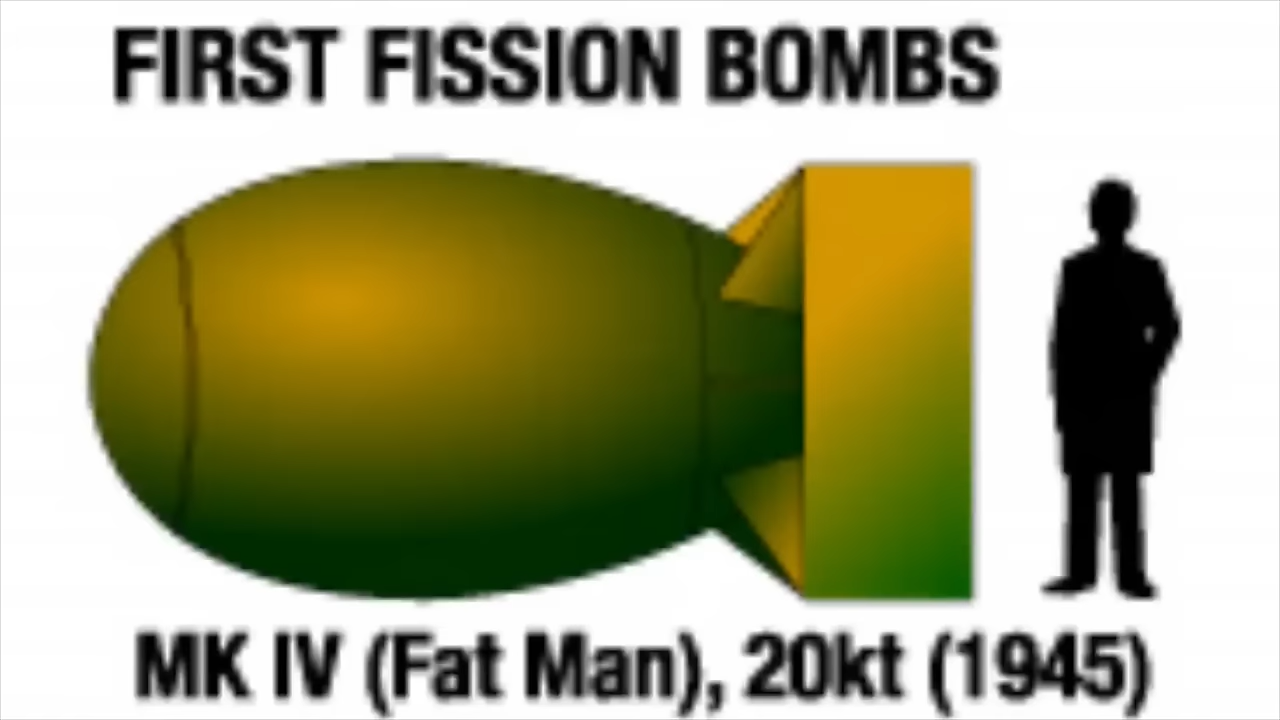 FIRST FISSION BOMBS
MK IV (Fat Man), 20kt (1945)